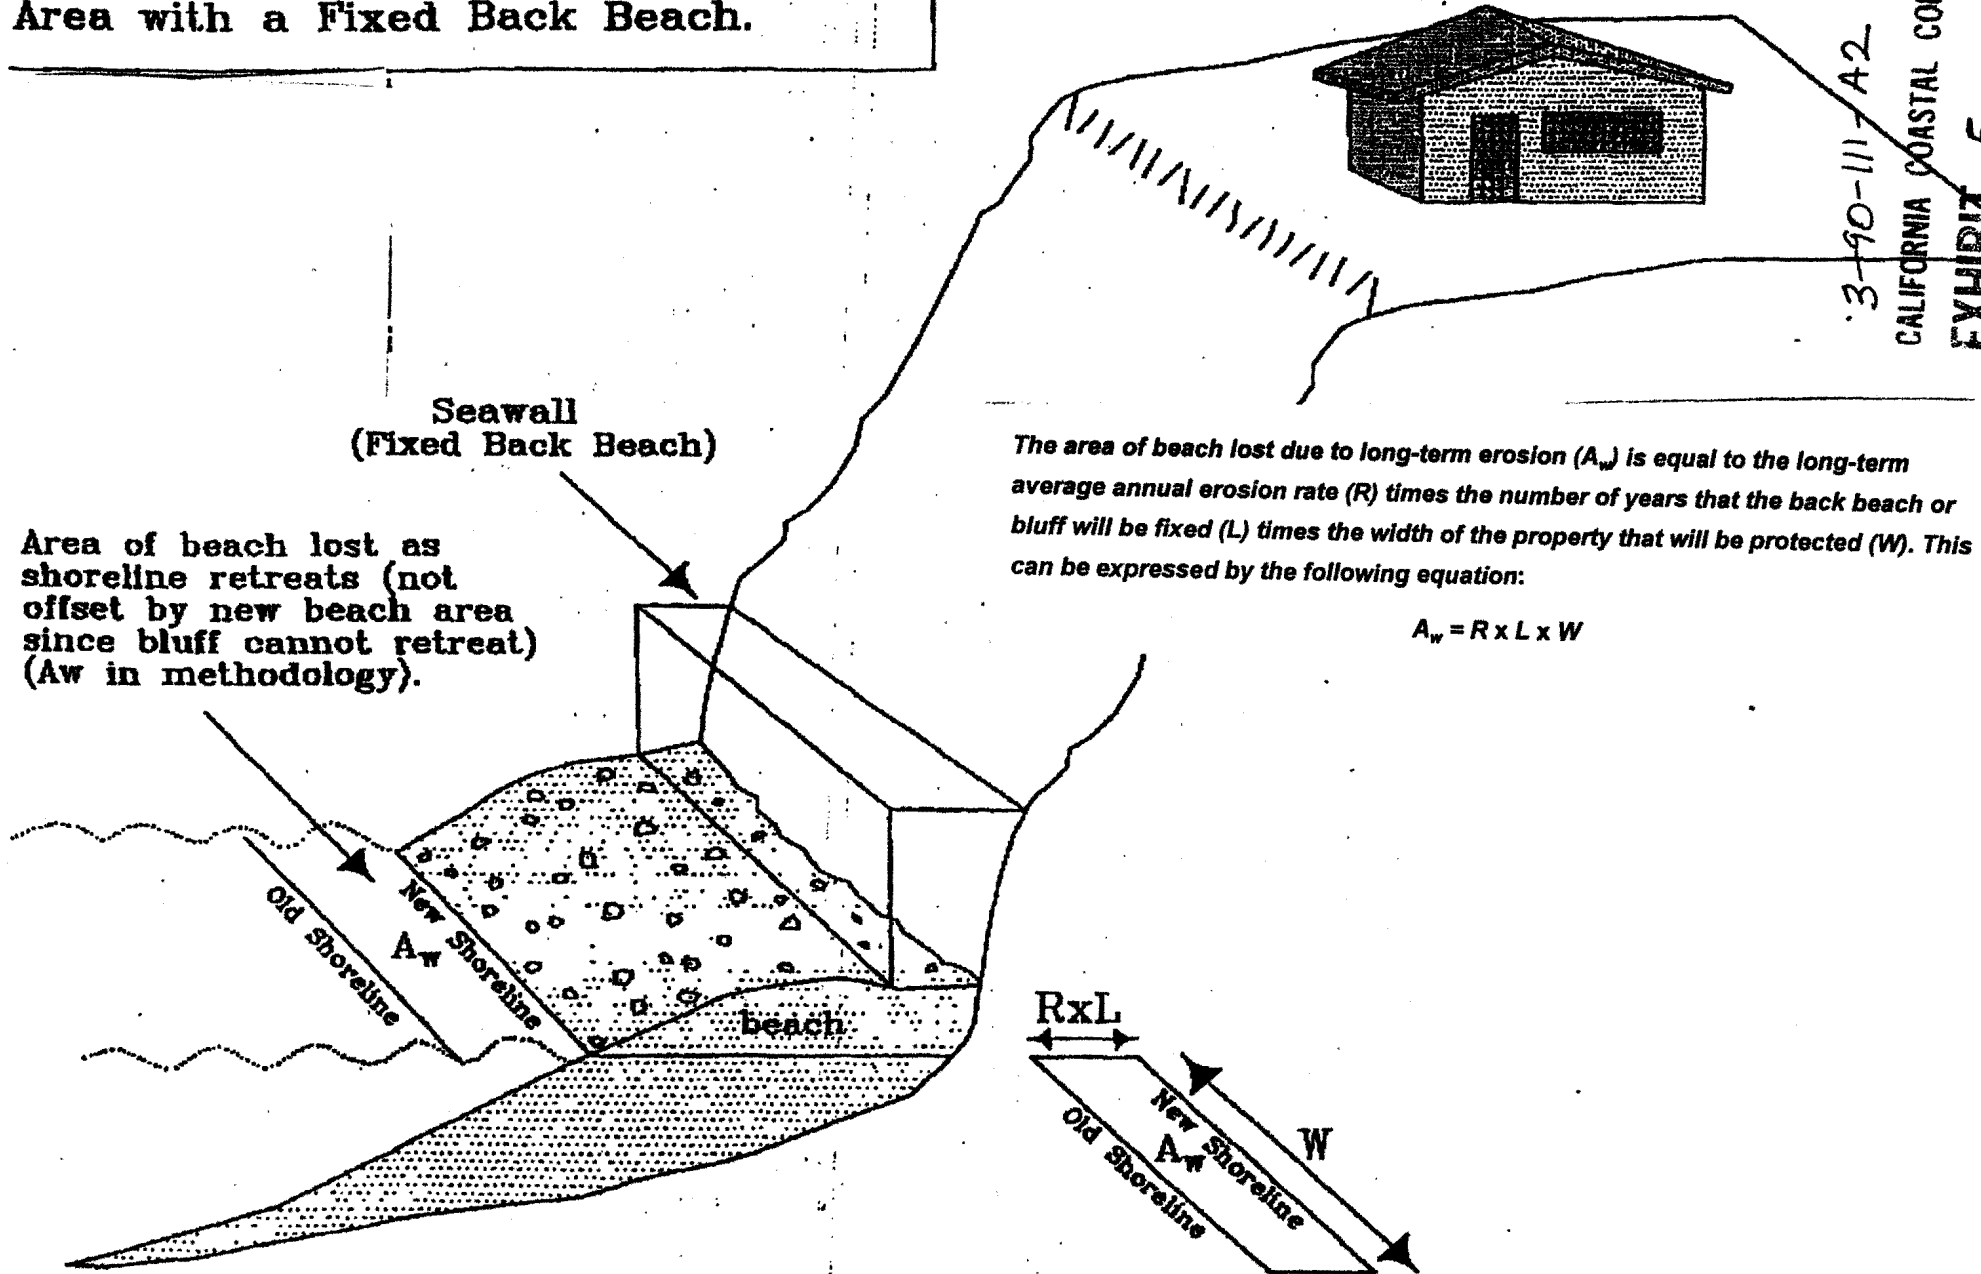 Area with a Fixed Back Beach.
3-90-111-A2
CALIFORNIA COASTAL
EXHIBIT
Seawall
(Fixed Back Beach)
The area of beach lost due to long-term erosion (Aw) is equal to the long-term
average annual erosion rate (R) times the number of years that the back beach or
bluff will be fixed (L) times the width of the property that will be protected (W). This
can be expressed by the following equation:
Aw = R x L x W
Area of beach lost as
shoreline retreats (not
offset by new beach area
since bluff cannot retreat)
(Aw in methodology).
Old Shoreline
Aw
New Shoreline
beach
RxL
W
New Shoreline
Aw
Old Shoreline